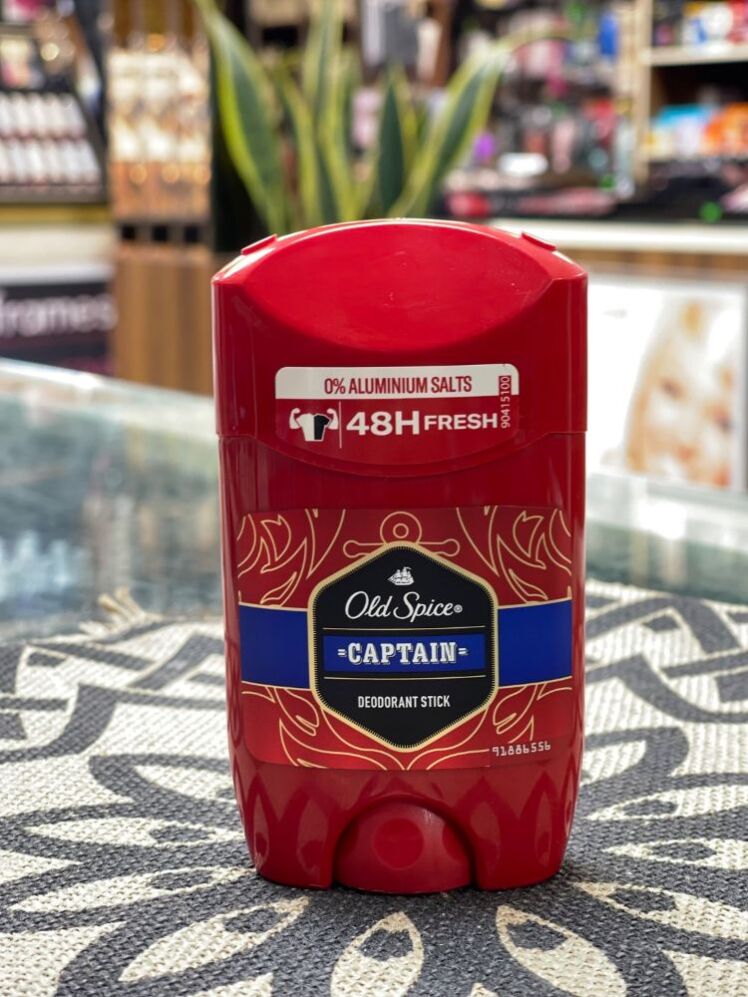 0% ALUMINIUM SALTS
48H FRESH
90415100
Old Spice®
CAPTAIN
DEODORANT STICK
91886556
frames